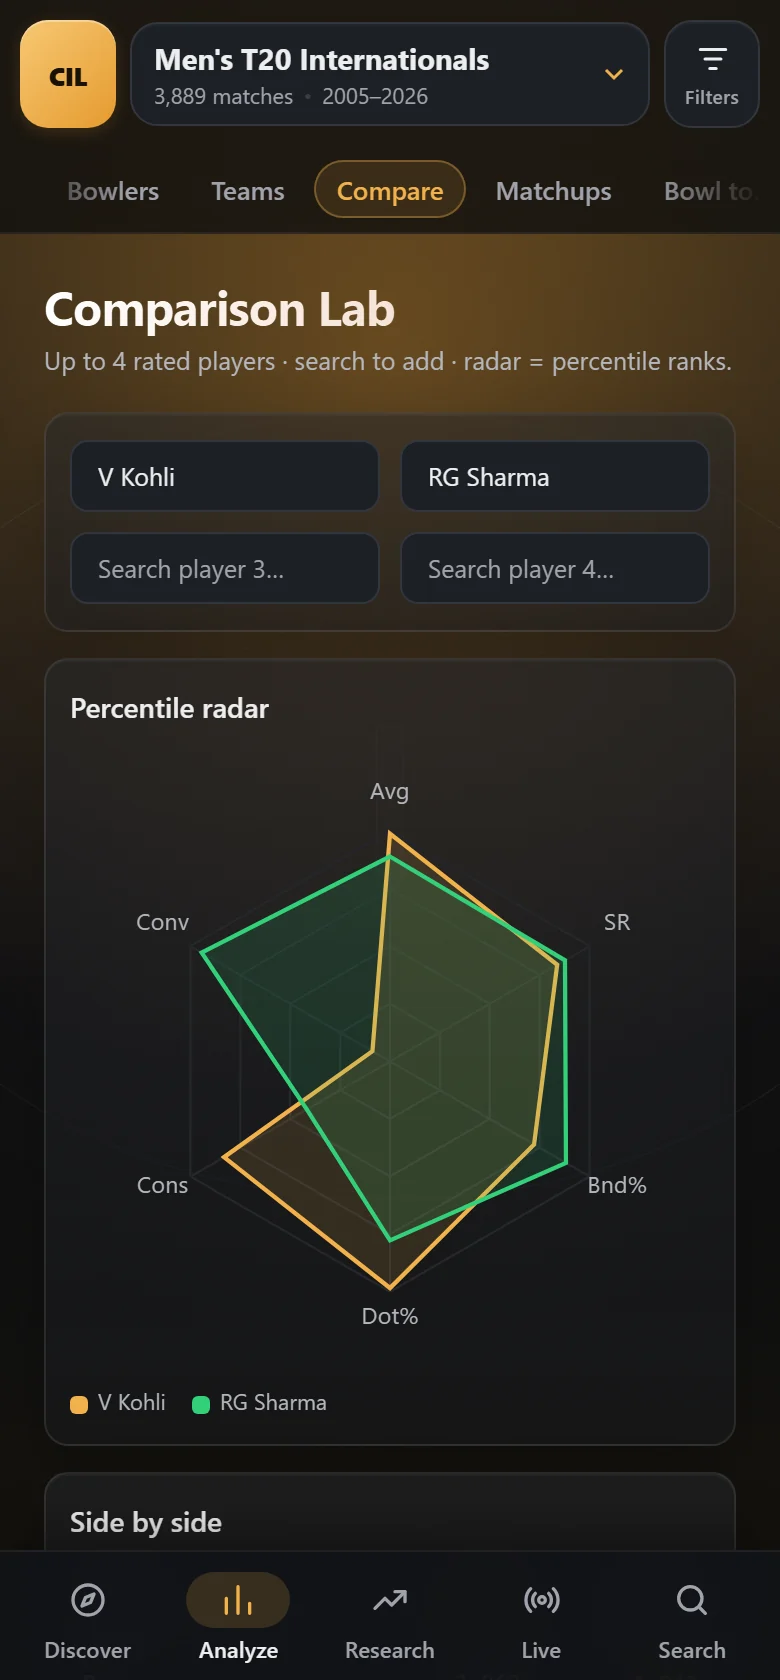 CIL
Men's T20 Internationals
3,889 matches • 2005–2026
Filters
Bowlers Teams Compare Matchups Bowl to
Comparison Lab
Up to 4 rated players · search to add · radar = percentile ranks.
V Kohli
RG Sharma
Search player 3...
Search player 4...
Percentile radar
Avg
Conv
SR
Cons
Bnd%
Dot%
V Kohli RG Sharma
Side by side
Discover Analyze Research Live Search